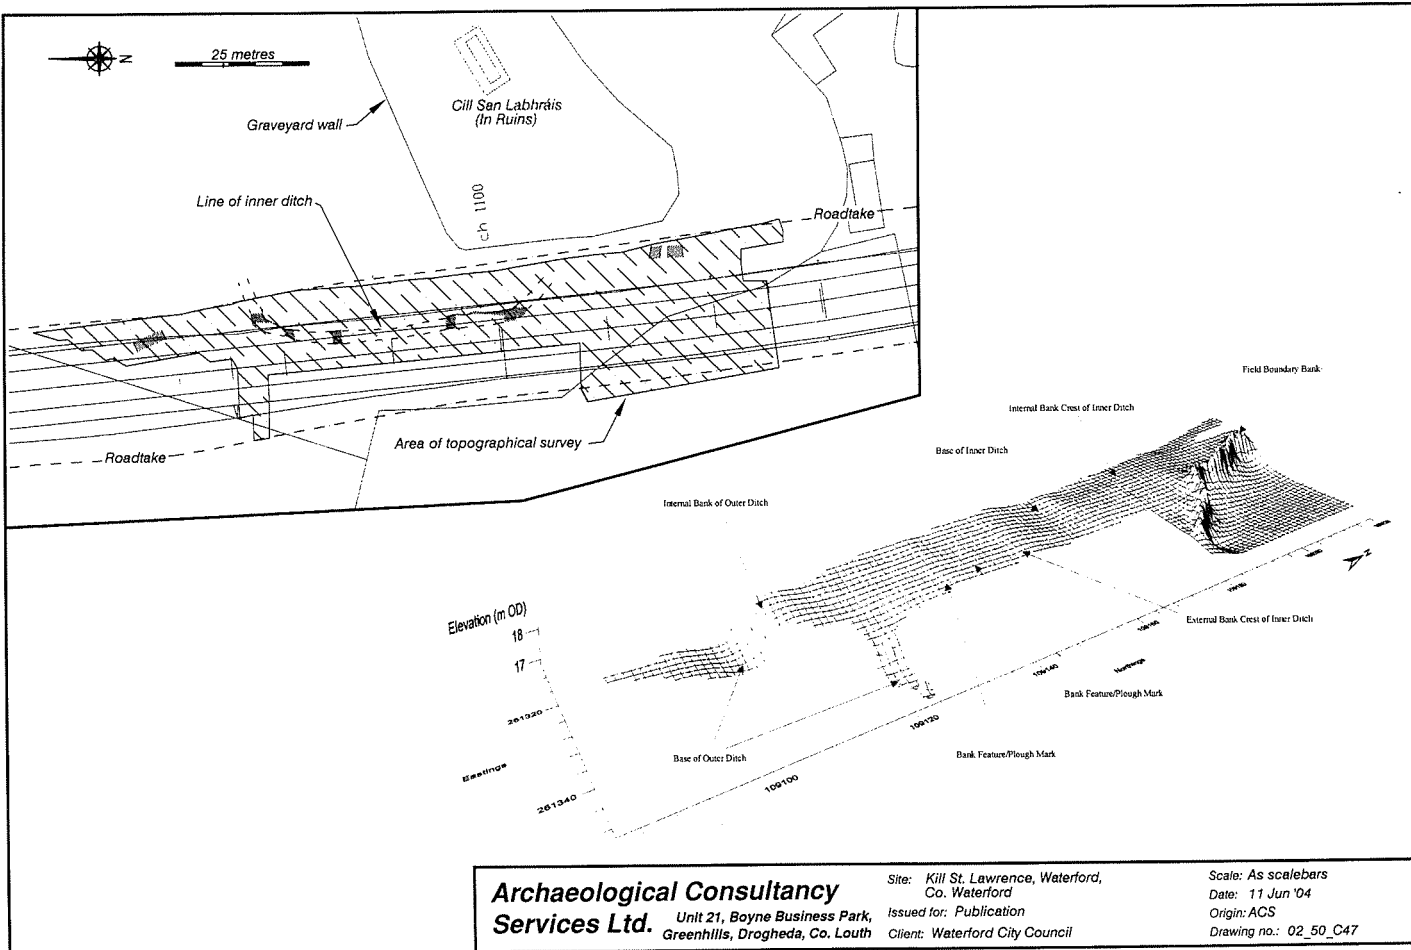 N
25 metres
Cill San Labhráis
(In Ruins)
Graveyard wall
Line of inner ditch
ch 1100
Roadtake
Area of topographical survey
Roadtake
Field Boundary Bank
Internal Bank Crest of Inner Ditch
Base of Inner Ditch
Internal Bank of Outer Ditch
Elevation (m OD)
18
17
261320
Eastings
261340
Base of Outer Ditch
109100
109120
109140
109160
Northings
N
External Bank Crest of Inner Ditch
Bank Feature/Plough Mark
Bank Feature/Plough Mark
Archaeological Consultancy
Services Ltd.
Unit 21, Boyne Business Park,
Greenhills, Drogheda, Co. Louth
Site: Kill St. Lawrence, Waterford,
Co. Waterford
Issued for: Publication
Client: Waterford City Council
Scale: As scalebars
Date: 11 Jun '04
Origin: ACS
Drawing no.: 02_50_C47